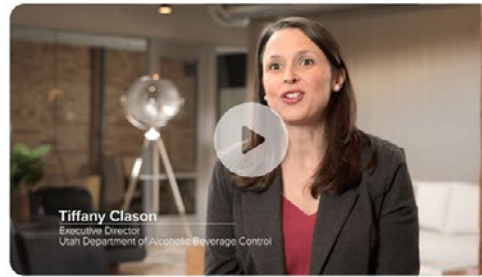 Tiffany Clason
Executive Director
Utah Department of Alcoholic Beverage Control